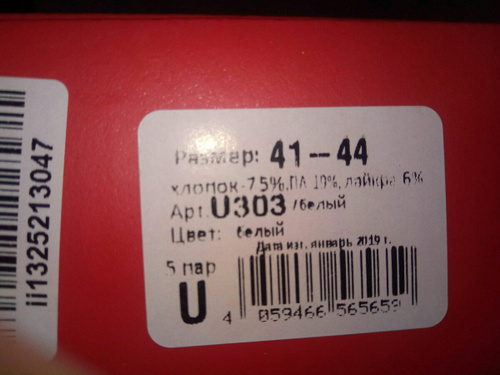 ii1325213047
Размер: 41-44
хлопок-75%,ПА 19%, лайкра 6%
Арт.U303/белый
Цвет: белый
Дата изг. январь 2019 г.
5 пар
U
4 059466 565659